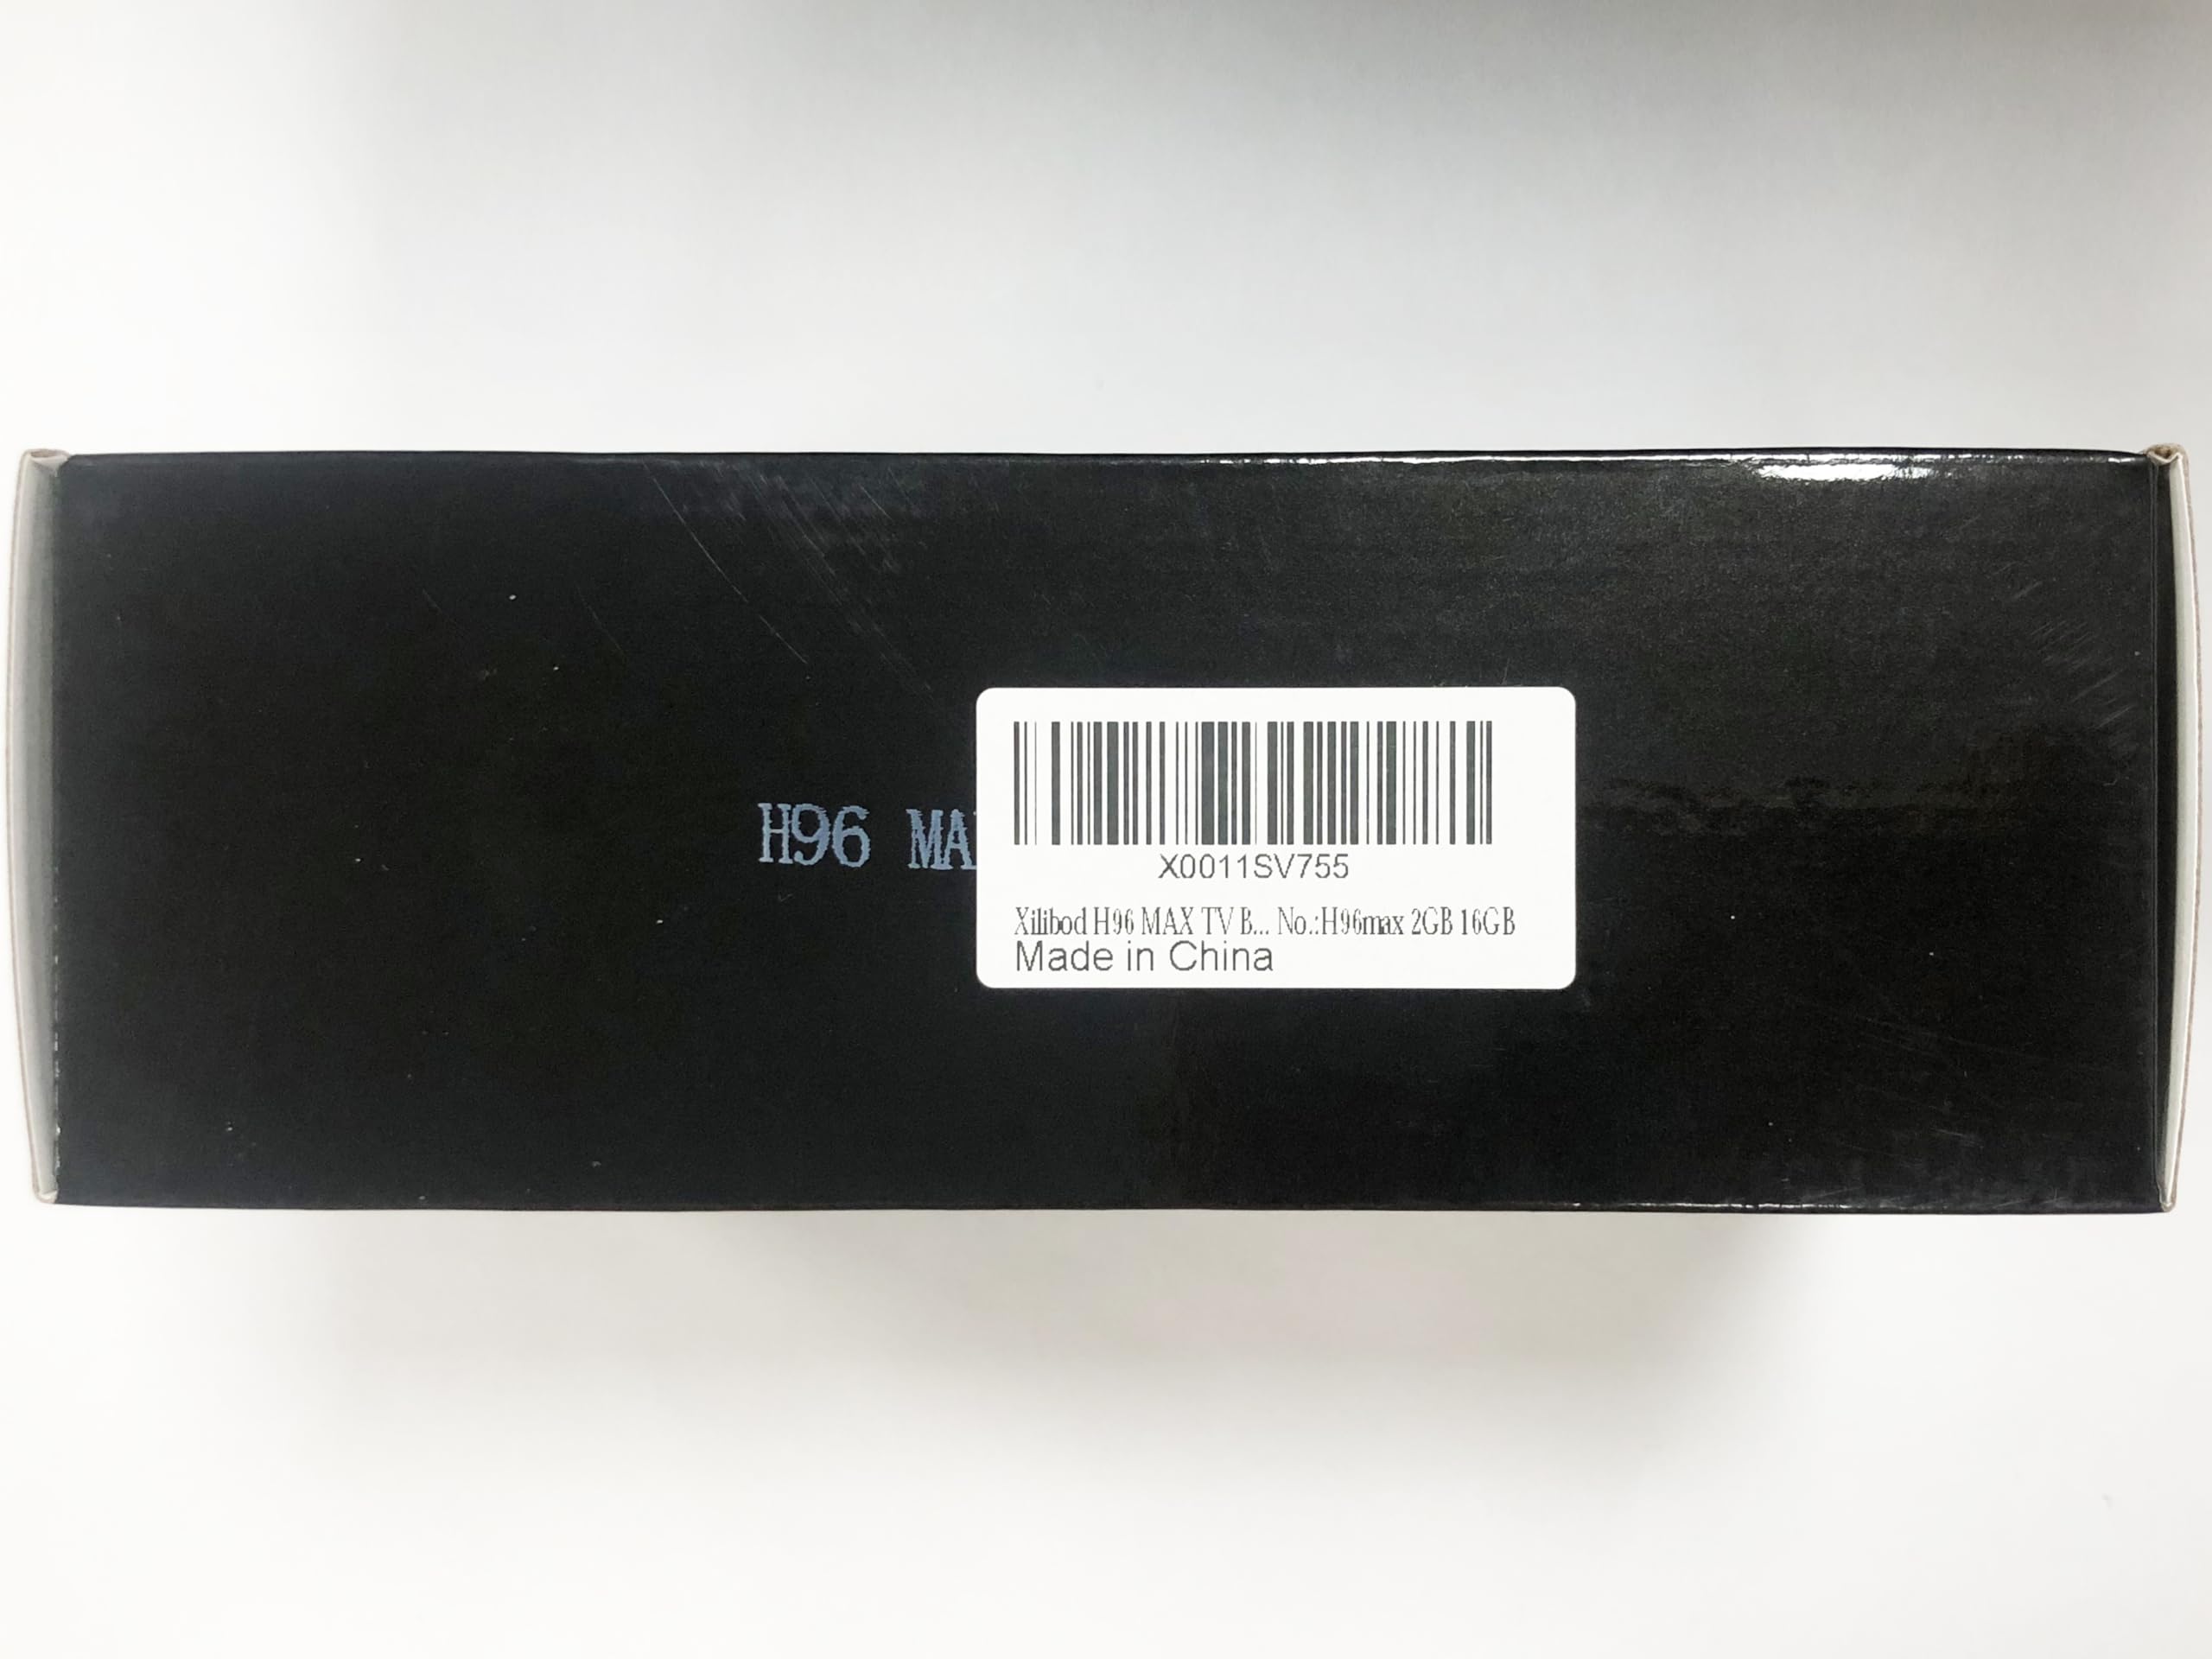 H96 MA
X0011SV755
Xilibod H96 MAX TV B... No.:H96max 2GB 16GB
Made in China